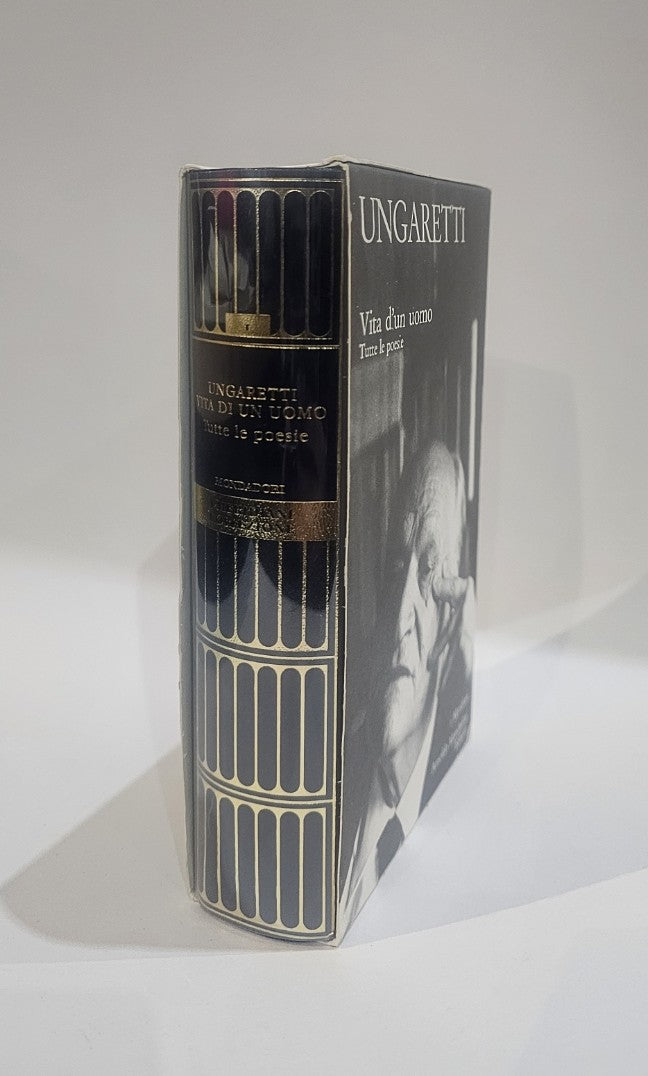 UNGARETTI
VITA DI UN UOMO
Tutte le poesie
MONDADORI
UNGARETTI
Vita d'un uomo
Tutte le poesie